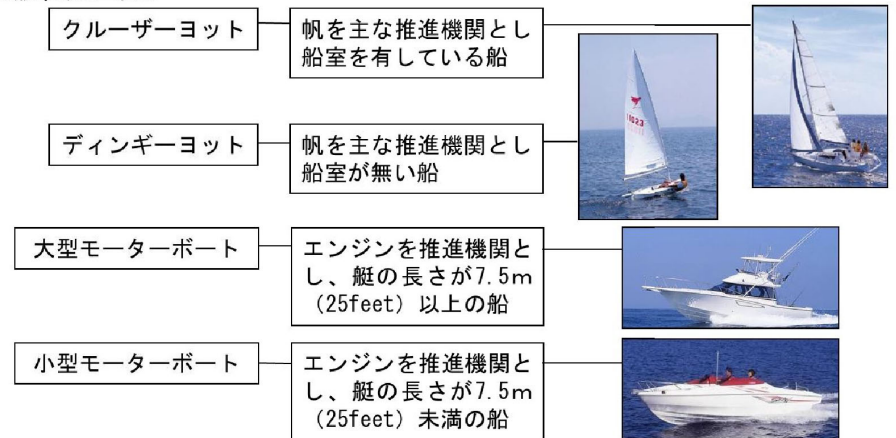 クルーザーヨット
帆を主な推進機関とし
船室を有している船
ディンギーヨット
帆を主な推進機関とし
船室が無い船
大型モーターボート
エンジンを推進機関と
し、艇の長さが7.5m
(25feet) 以上の船
小型モーターボート
エンジンを推進機関と
し、艇の長さが7.5m
(25feet) 未満の船